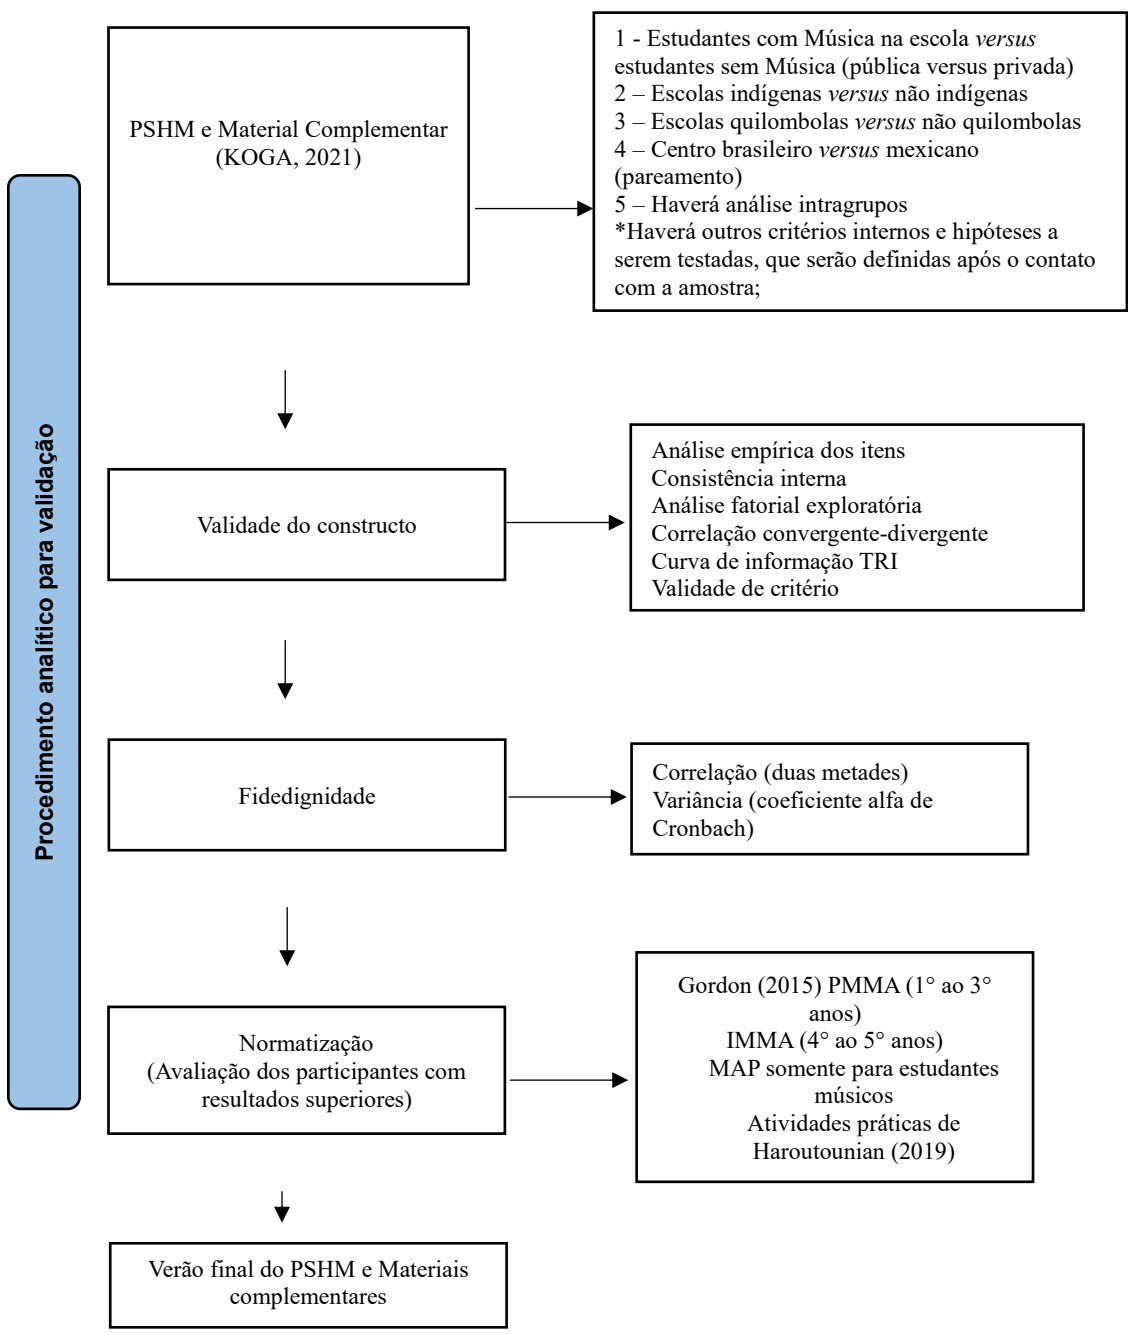 Procedimento analítico para validação
PSHM e Material Complementar
(KOGA, 2021)
1 - Estudantes com Música na escola versus
estudantes sem Música (pública versus privada)
2 – Escolas indígenas versus não indígenas
3 – Escolas quilombolas versus não quilombolas
4 – Centro brasileiro versus mexicano
(pareamento)
5 – Haverá análise intragrupos
*Haverá outros critérios internos e hipóteses a
serem testadas, que serão definidas após o contato
com a amostra;
Validade do constructo
Análise empírica dos itens
Consistência interna
Análise fatorial exploratória
Correlação convergente-divergente
Curva de informação TRI
Validade de critério
Fidedignidade
Correlação (duas metades)
Variância (coeficiente alfa de
Cronbach)
Normatização
(Avaliação dos participantes com
resultados superiores)
Gordon (2015) PMMA (1° ao 3°
anos)
IMMA (4° ao 5° anos)
MAP somente para estudantes
músicos
Atividades práticas de
Haroutounian (2019)
Verão final do PSHM e Materiais
complementares